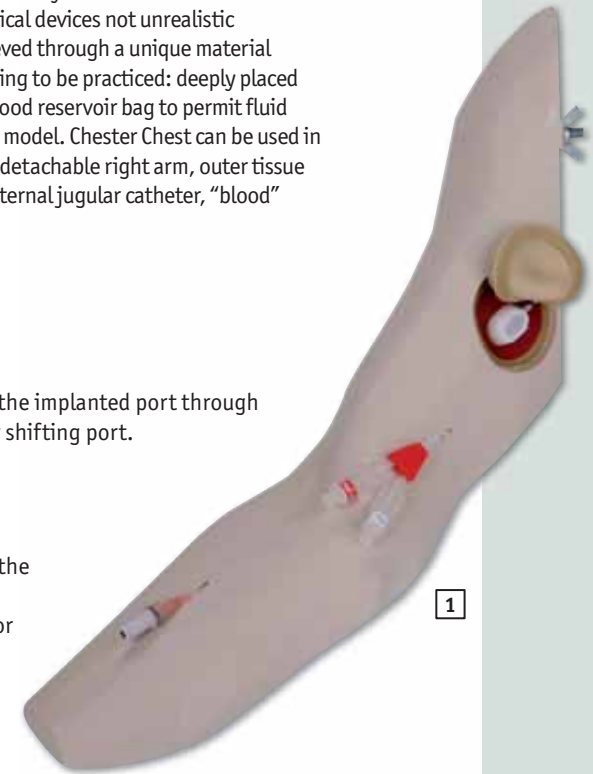 ical devices not unrealistic
eved through a unique material
ing to be practiced: deeply placed
ood reservoir bag to permit fluid
model. Chester Chest can be used in
detachable right arm, outer tissue
ternal jugular catheter, “blood”
the implanted port through
shifting port.
the
or
1